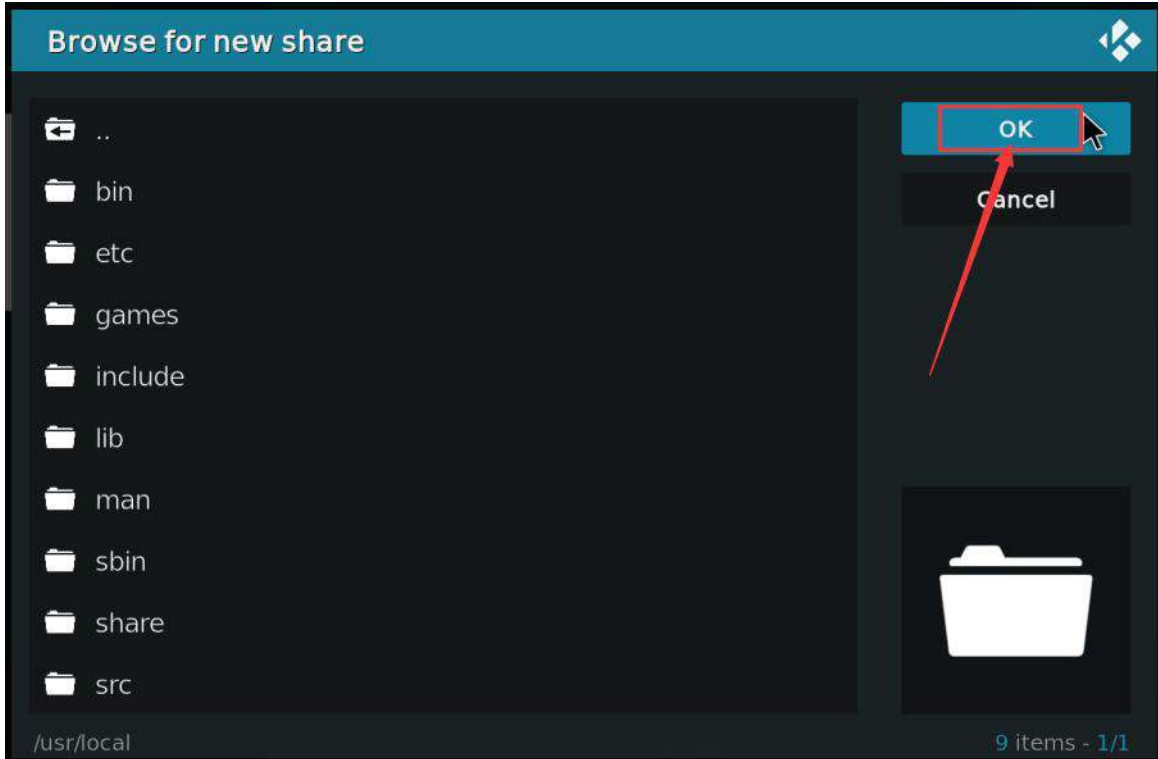 Browse for new share
..
bin
etc
games
include
lib
man
sbin
share
src
OK
Cancel
/usr/local
9 items - 1/1